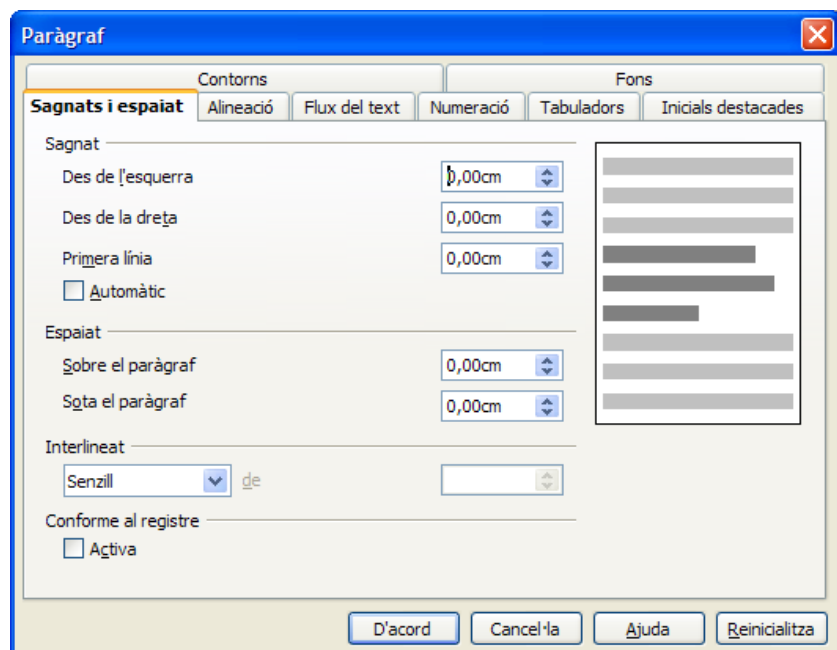 Paràgraf
Contorns Fons
Sagnats i espaiat Alineació Flux del text Numeració Tabuladors Inicials destacades
Sagnat
Des de l'esquerra 0,00cm
Des de la dreta 0,00cm
Primera línia 0,00cm
Automàtic
Espaiat
Sobre el paràgraf 0,00cm
Sota el paràgraf 0,00cm
Interlineat
Senzill de
Conforme al registre
Activa
D'acord Cancel·la Ajuda Reinicialitza